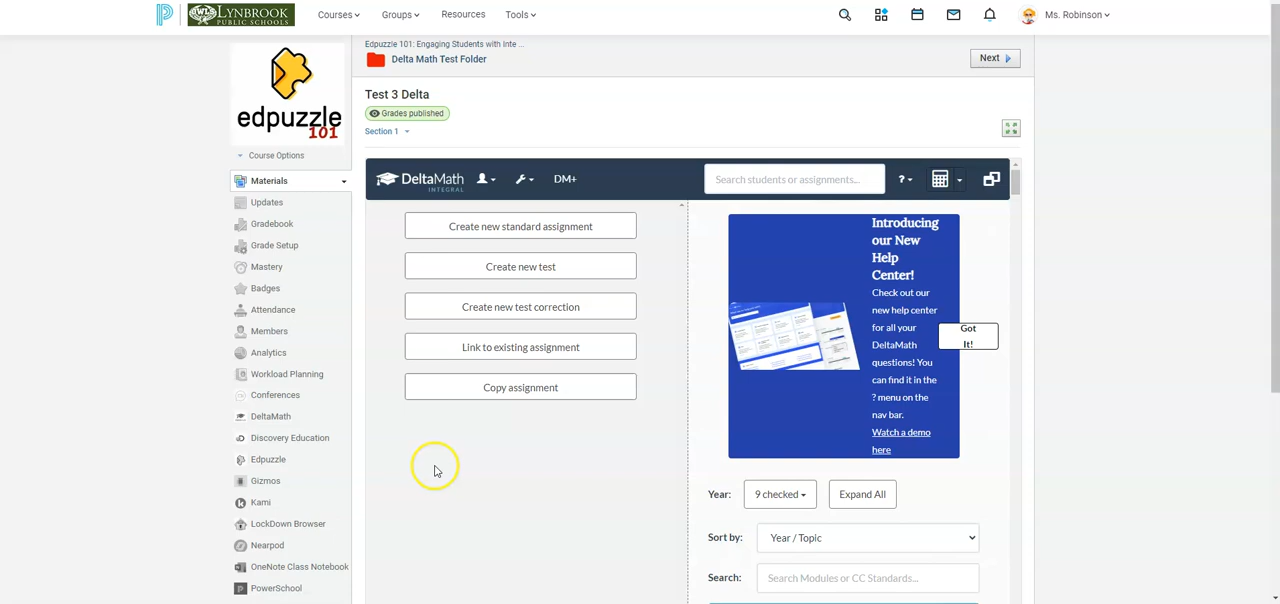 LYNBROOK
PUBLIC SCHOOLS
Courses
Groups
Resources
Tools
Ms. Robinson
edpuzzle
101
Course Options
Materials
Updates
Gradebook
Grade Setup
Mastery
Badges
Attendance
Members
Analytics
Workload Planning
Conferences
DeltaMath
Discovery Education
Edpuzzle
Gizmos
Kami
LockDown Browser
Nearpod
OneNote Class Notebook
PowerSchool
Edpuzzle 101: Engaging Students with Inte ...
Delta Math Test Folder
Next
Test 3 Delta
Grades published
Section 1
DeltaMath
INTEGRAL
DM+
Search students or assignments...
?
Create new standard assignment
Create new test
Create new test correction
Link to existing assignment
Copy assignment
Introducing
our New
Help
Center!
Check out our
new help center
for all your
DeltaMath
questions! You
can find it in the
? menu on the
nav bar.
Watch a demo
here
Got
It!
Year:
9 checked
Expand All
Sort by:
Year / Topic
Search:
Search Modules or CC Standards...